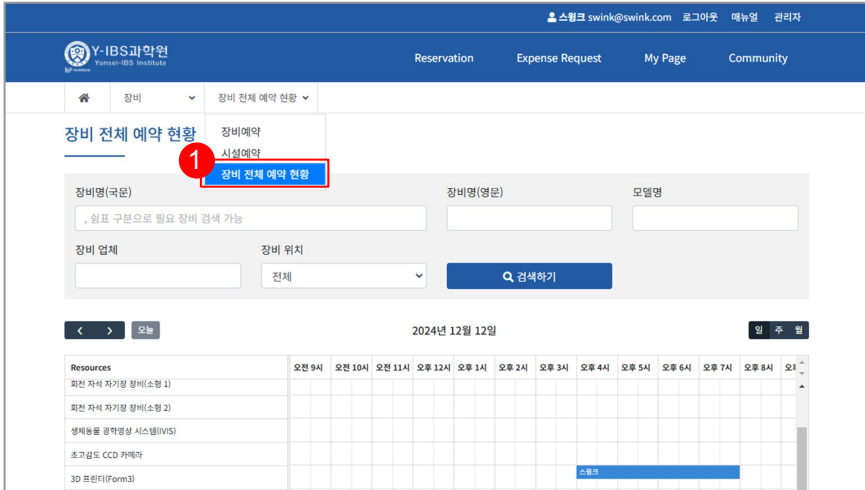 스윙크 swink@swink.com 로그아웃 매뉴얼 관리자
Y-IBS과학원
Yonsei-IBS Institute
Reservation Expense Request My Page Community
장비 장비 전체 예약 현황
장비 전체 예약 현황
장비예약
시설예약
1
장비 전체 예약 현황
장비명(국문) 장비명(영문) 모델명
, 쉼표 구분으로 필요 장비 검색 가능
장비 업체 장비 위치
전체 검색하기
오늘 2024년 12월 12일 일 주 월
Resources 오전 9시 오전 10시 오전 11시 오후 12시 오후 1시 오후 2시 오후 3시 오후 4시 오후 5시 오후 6시 오후 7시 오후 8시
회전 자석 자기장 장비(소형 1)
회전 자석 자기장 장비(소형 2)
생체동물 광학영상 시스템(IVIS)
초고감도 CCD 카메라
스윙크
3D 프린터(Form3)